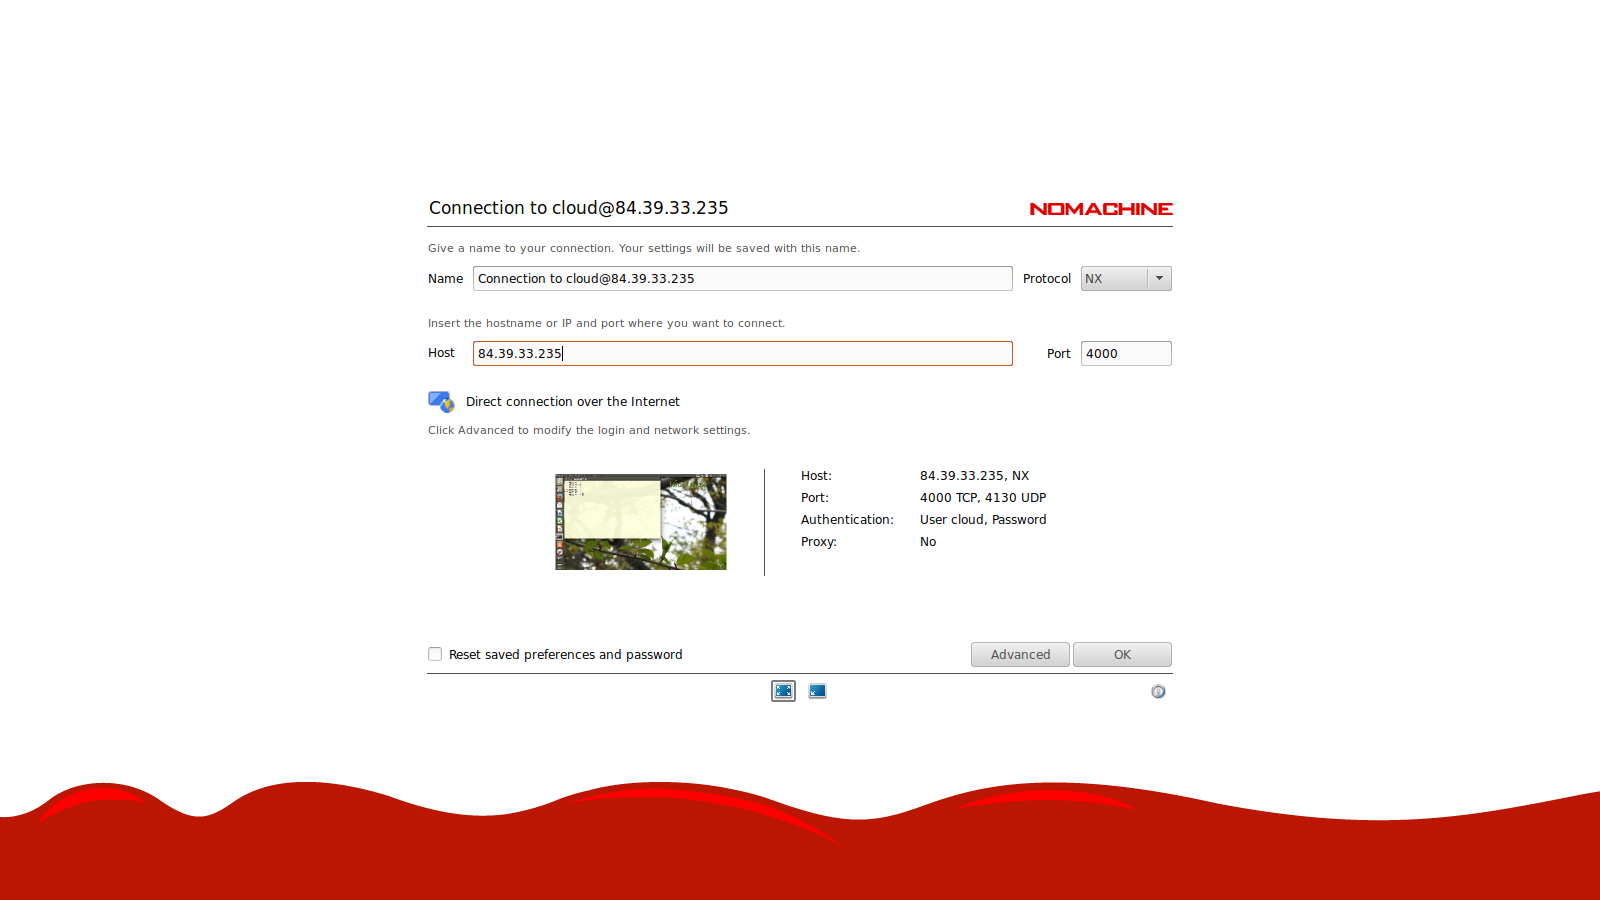 Connection to cloud@84.39.33.235
NOMACHINE
Give a name to your connection. Your settings will be saved with this name.
Name Connection to cloud@84.39.33.235 Protocol NX
Insert the hostname or IP and port where you want to connect.
Host 84.39.33.235 Port 4000
Direct connection over the Internet
Click Advanced to modify the login and network settings.
Host: 84.39.33.235, NX
Port: 4000 TCP, 4130 UDP
Authentication: User cloud, Password
Proxy: No
Reset saved preferences and password Advanced OK